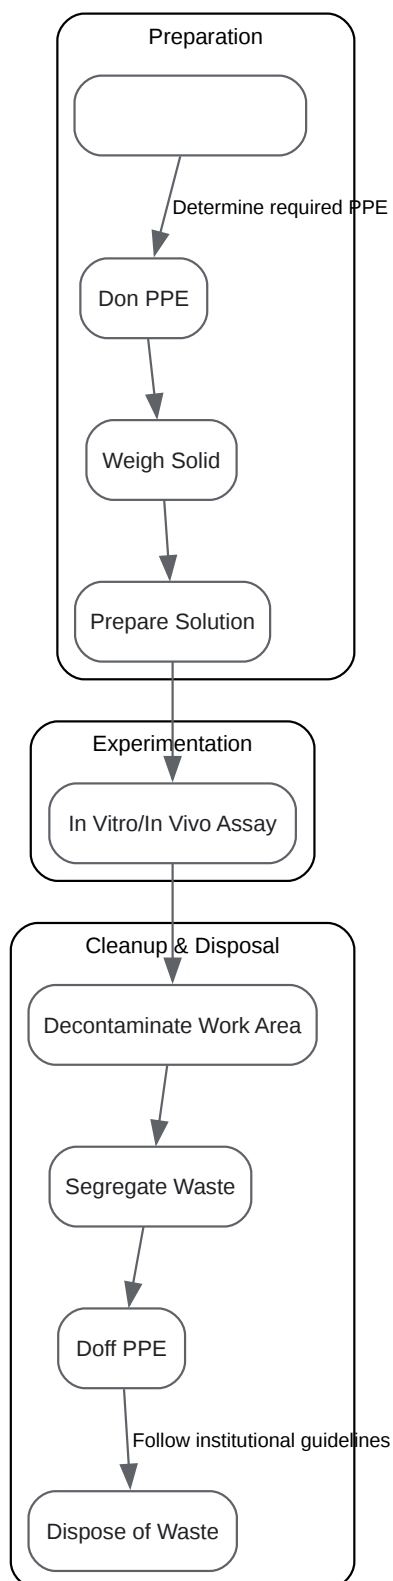 Preparation
Determine required PPE
Don PPE
Weigh Solid
Prepare Solution
Experimentation
In Vitro/In Vivo Assay
Cleanup & Disposal
Decontaminate Work Area
Segregate Waste
Doff PPE
Follow institutional guidelines
Dispose of Waste